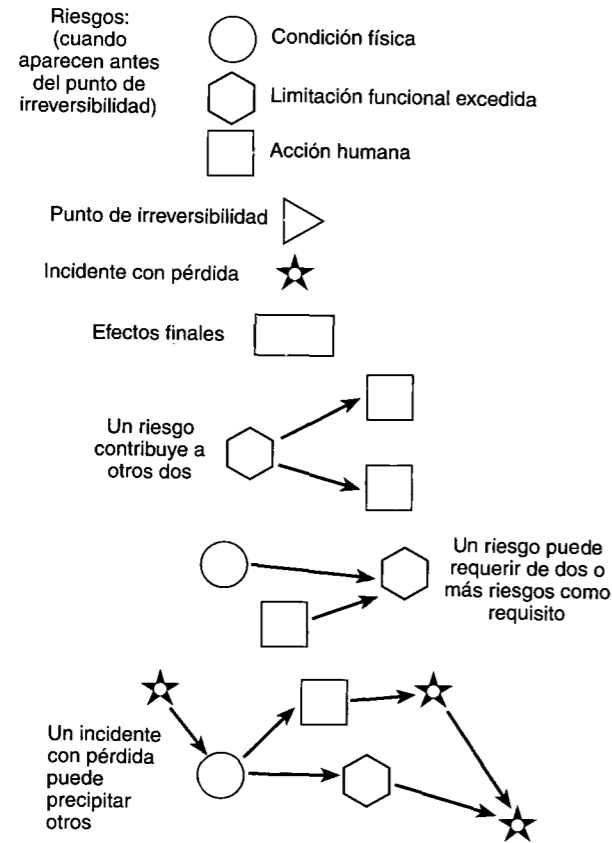 Riesgos:
(cuando
aparecen antes
del punto de
irreversibilidad)
Condición física
Limitación funcional excedida
Acción humana
Punto de irreversibilidad
Incidente con pérdida
Efectos finales
Un riesgo
contribuye a
otros dos
Un riesgo puede
requerir de dos o
más riesgos como
requisito
Un incidente
con pérdida
puede
precipitar
otros